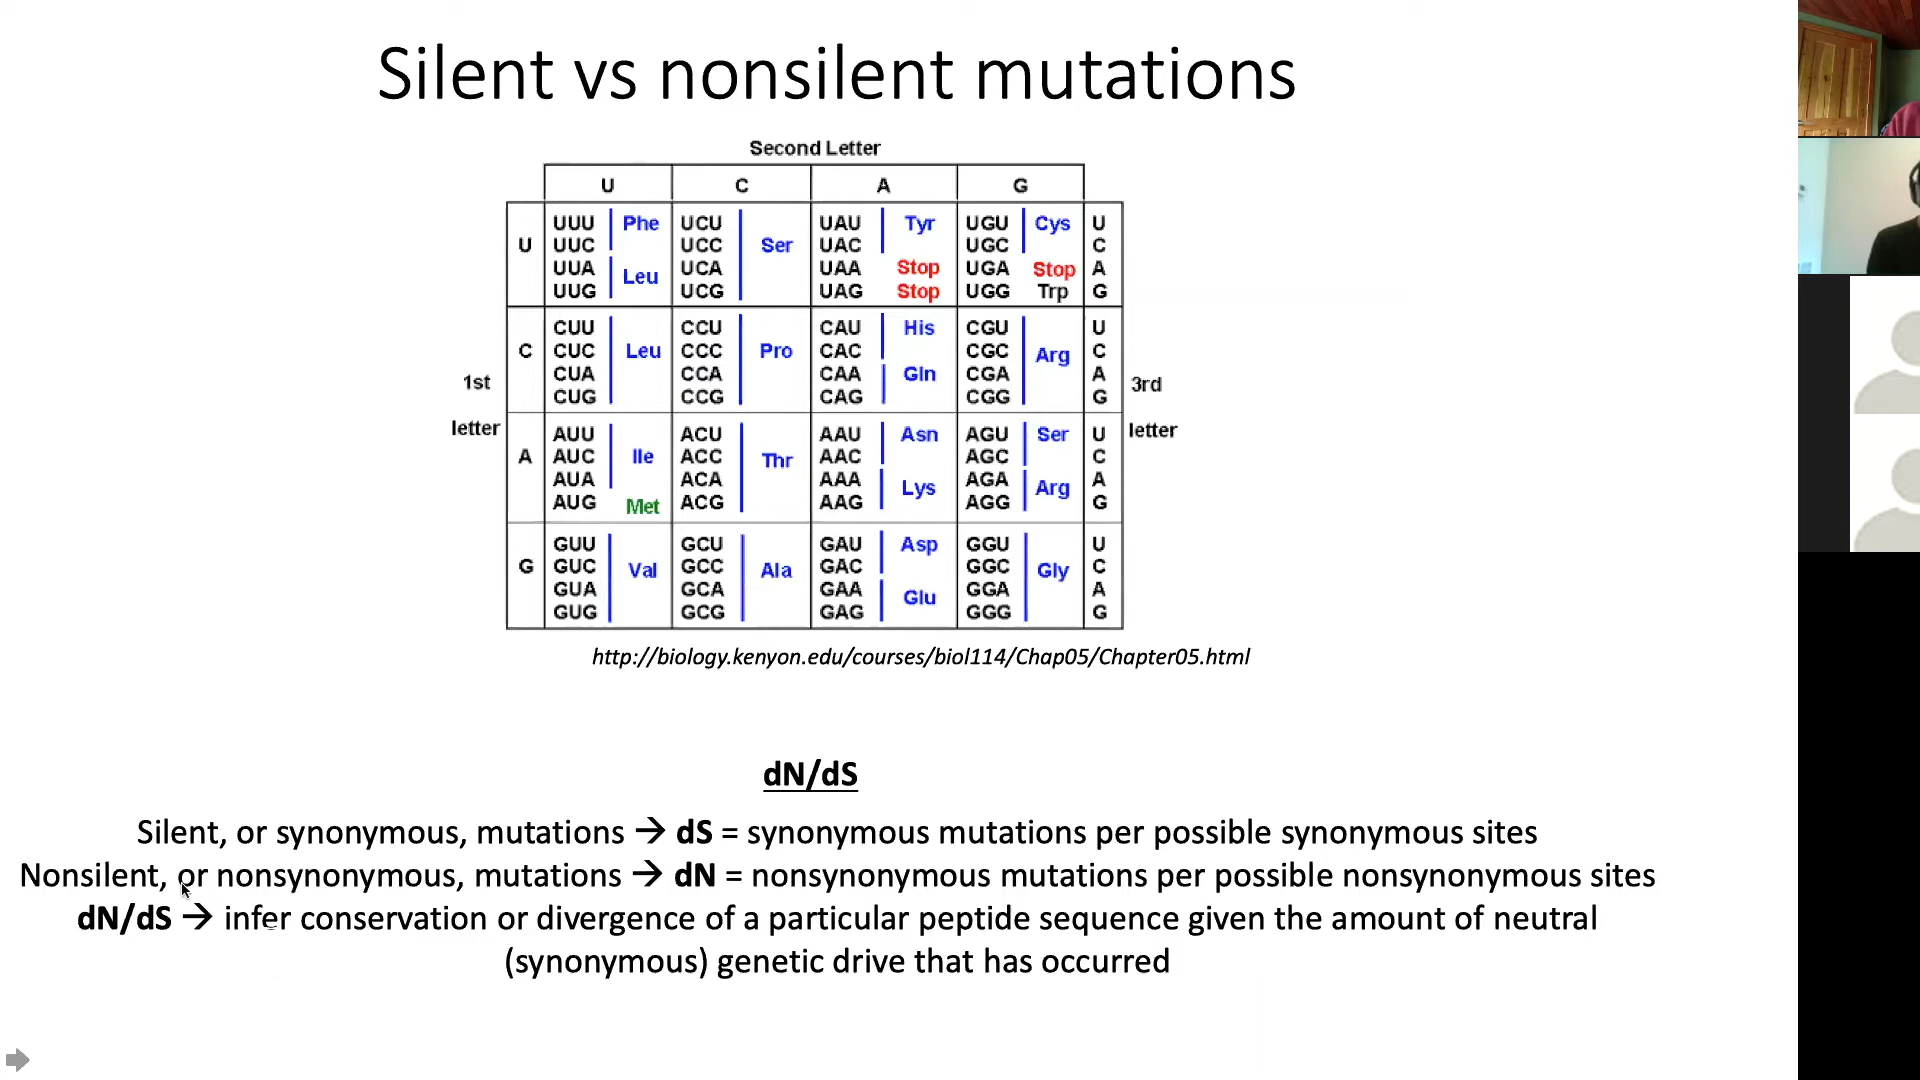 Silent vs nonsilent mutations
Second Letter
U C A G
UUU Phe UCU UAU Tyr UGU Cys U
U UUC UCC Ser UAC UGC C
UUA Leu UCA UAA Stop UGA Stop A
UUG UCG UAG Stop UGG Trp G
CUU CCU CAU His CGU U
C CUC Leu CCC Pro CAC CGC Arg C
1st CUA CCA CAA Gln CGA A 3rd
CUG CCG CAG CGG G
letter AUU ACU AAU Asn AGU Ser U letter
A AUC Ile ACC Thr AAC AGC C
AUA ACA AAA Lys AGA Arg A
AUG Met ACG AAG AGG G
GUU GCU GAU Asp GGU U
G GUC Val GCC Ala GAC GGC Gly C
GUA GCA GAA Glu GGA A
GUG GCG GAG GGG G
http://biology.kenyon.edu/courses/biol114/Chap05/Chapter05.html
dN/dS
Silent, or synonymous, mutations → dS = synonymous mutations per possible synonymous sites
Nonsilent, or nonsynonymous, mutations → dN = nonsynonymous mutations per possible nonsynonymous sites
dN/dS → infer conservation or divergence of a particular peptide sequence given the amount of neutral
(synonymous) genetic drive that has occurred